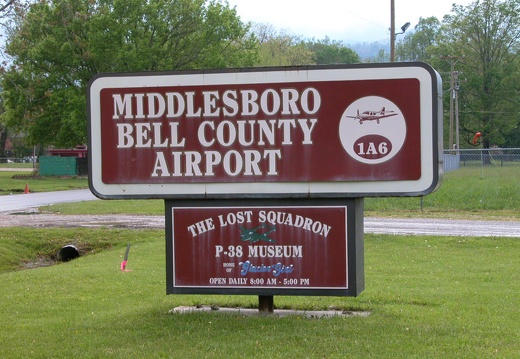 MIDDLESBORO
BELL COUNTY
AIRPORT
1A6
THE LOST SQUADRON
P-38 MUSEUM
HOME OF Glacier Girl
OPEN DAILY 8:00 AM - 5:00 PM